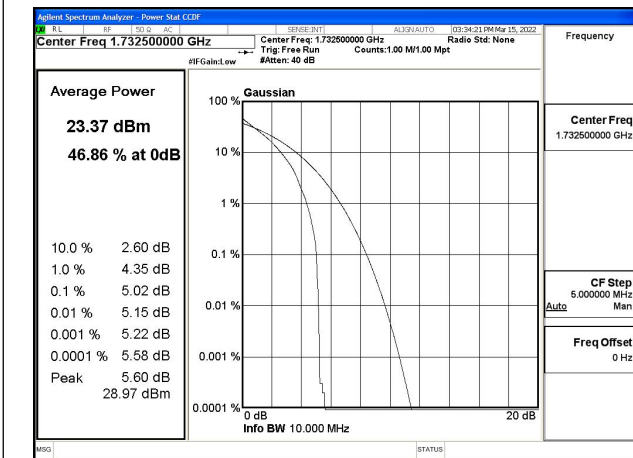 Agilent Spectrum Analyzer - Power Stat CCDF
RL RF 50 Ω AC SENSE:INT ALIGN AUTO 03:34:21 PM Mar 15, 2022
Center Freq 1.732500000 GHz
Center Freq: 1.732500000 GHz Radio Std: None
Trig: Free Run Counts:1.00 M/1.00 Mpt
#IFGain:Low #Atten: 40 dB
Frequency
Average Power
23.37 dBm
46.86 % at 0dB
10.0 % 2.60 dB
1.0 % 4.35 dB
0.1 % 5.02 dB
0.01 % 5.15 dB
0.001 % 5.22 dB
0.0001 % 5.58 dB
Peak 5.60 dB
28.97 dBm
Gaussian
100 %
10 %
1 %
0.1 %
0.01 %
0.001 %
0.0001 %
0 dB 20 dB
Info BW 10.000 MHz
Center Freq
1.732500000 GHz
CF Step
5.000000 MHz
Auto Man
Freq Offset
0 Hz
MSG STATUS